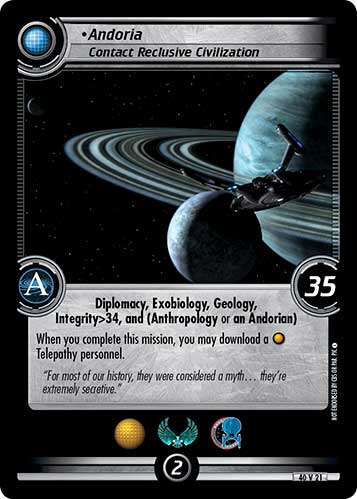 •Andoria
Contact Reclusive Civilization
A
35
Diplomacy, Exobiology, Geology,
Integrity>34, and (Anthropology or an Andorian)
When you complete this mission, you may download a
Telepathy personnel.
“For most of our history, they were considered a myth… they're
extremely secretive.”
2
40 V 21